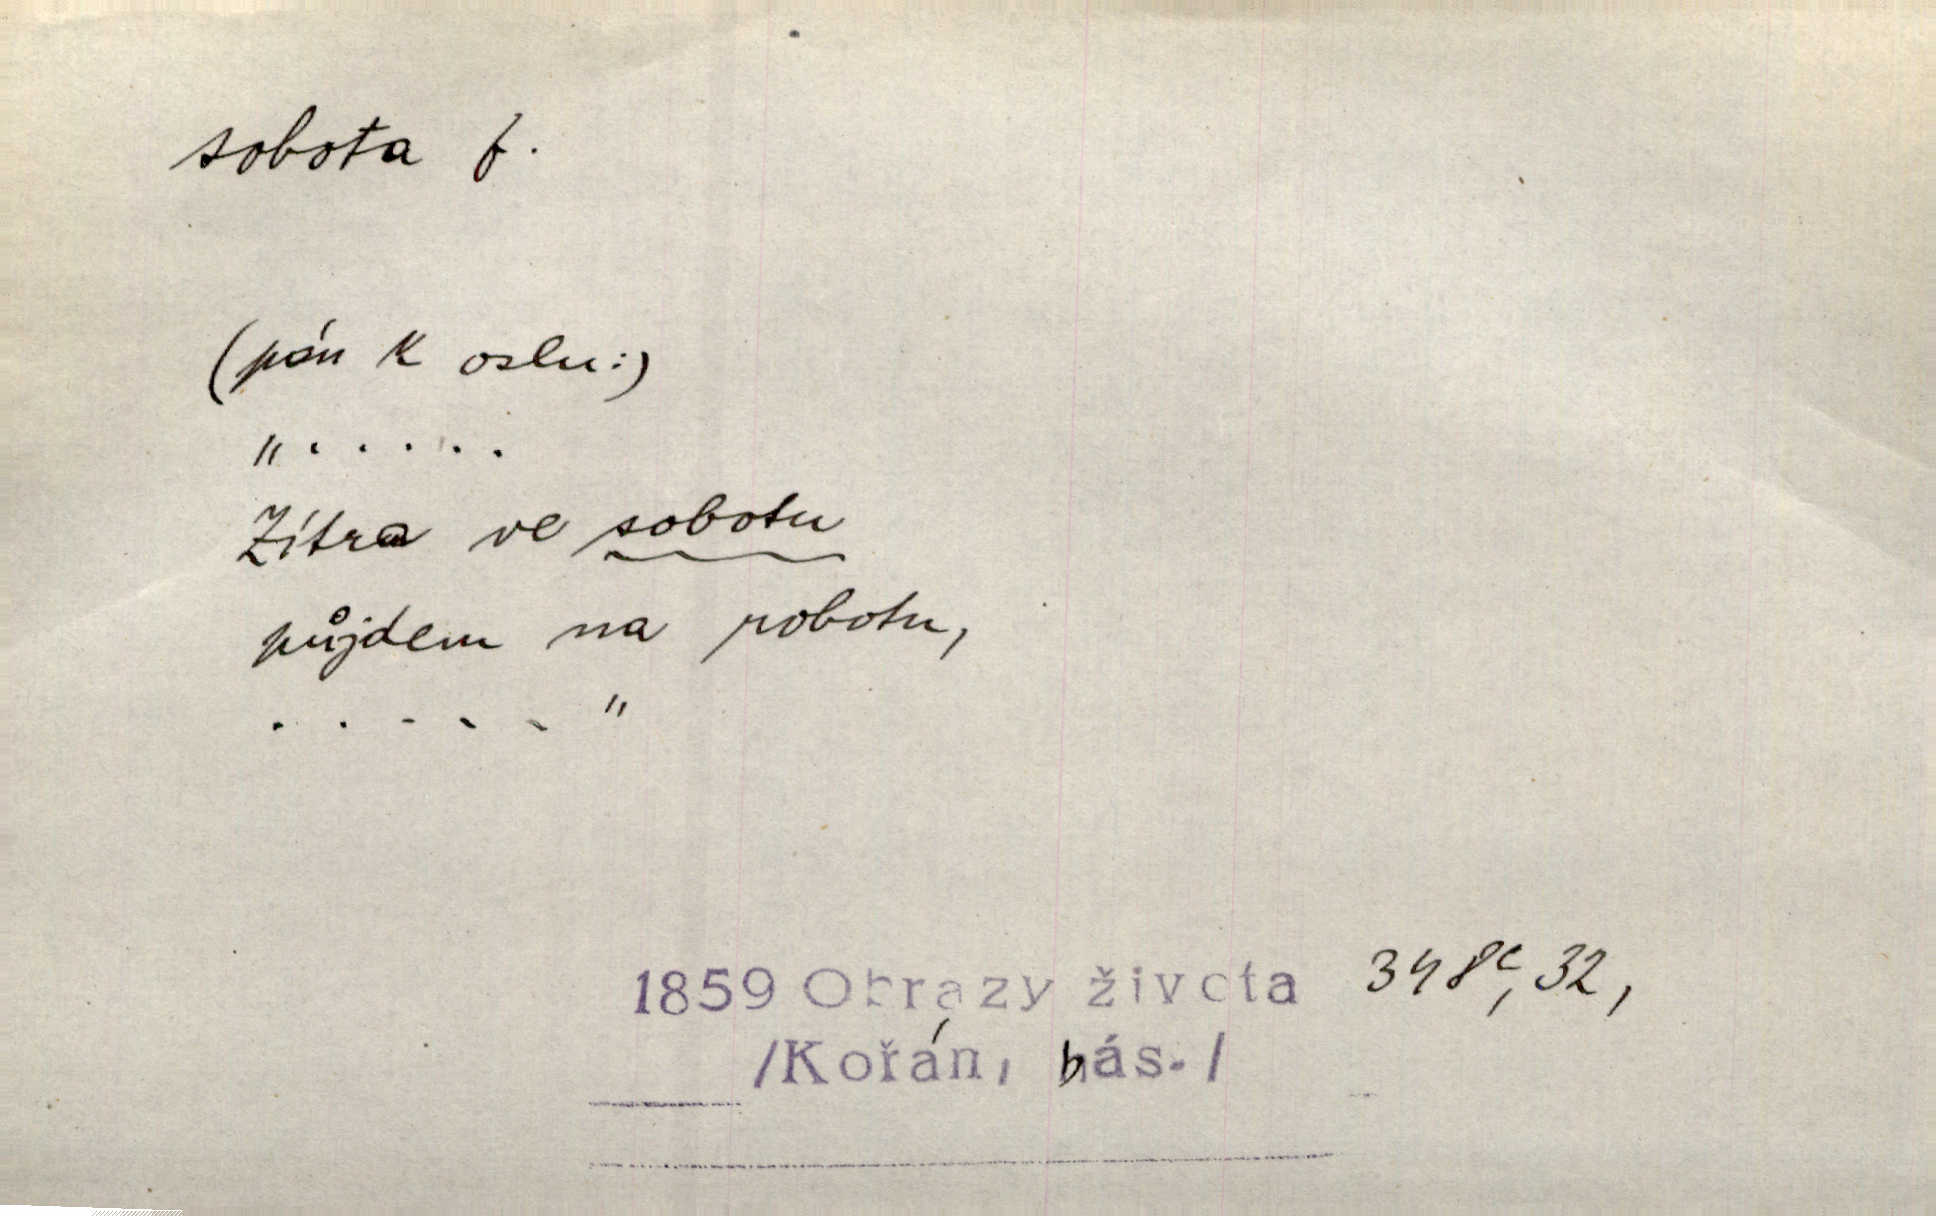 sobota f.
(pán k oslu:)
".....
Zítra ve sobotu
půjdem na robotu,
....."
1859 Obrazy života 348c, 32,
/Kořán, bás./